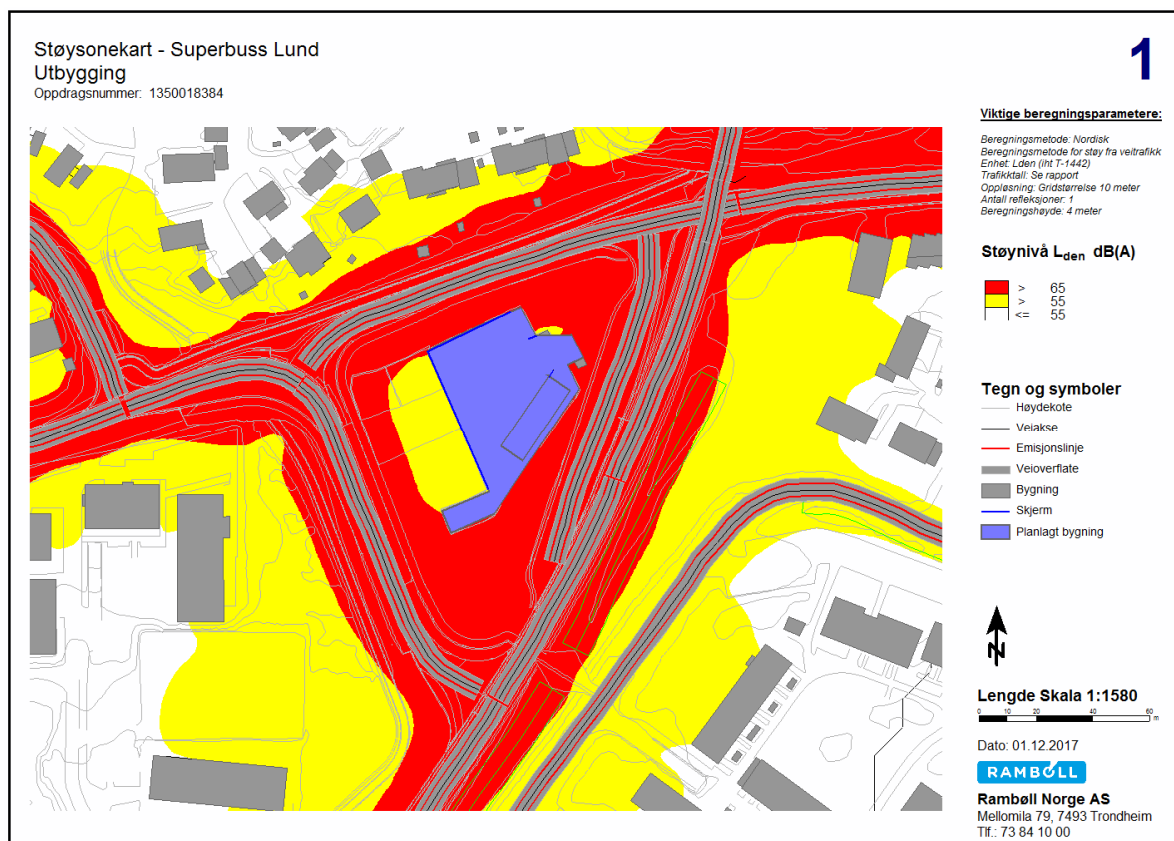 Støysonekart - Superbuss Lund
Utbygging
Oppdragsnummer: 1350018384
1
Viktige beregningsparametere:
Beregningsmetode: Nordisk
Beregningsmetode for støy fra veitrafikk
Enhet: Lden (iht T-1442)
Trafikktall: Se rapport
Oppløsning: Gridstørrelse 10 meter
Antall refleksjoner: 1
Beregningshøyde: 4 meter
Støynivå Lden dB(A)
> 65
> 55
<= 55
Tegn og symboler
Høydekote
Veiakse
Emisjonslinje
Veioverflate
Bygning
Skjerm
Planlagt bygning
N
Lengde Skala 1:1580
0 10 20 40 60
m
Dato: 01.12.2017
RAMBØLL
Rambøll Norge AS
Mellomila 79, 7493 Trondheim
Tlf.: 73 84 10 00